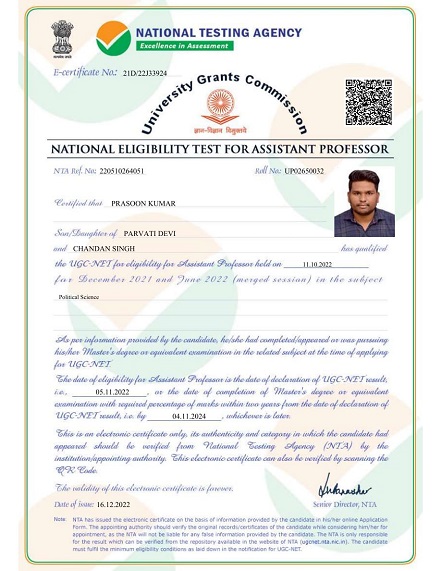 NATIONAL TESTING AGENCY
Excellence in Assessment
E-certificate No.: 21D/22J33924
University Grants Commission
ज्ञान-विज्ञान विमुक्तये
NATIONAL ELIGIBILITY TEST FOR ASSISTANT PROFESSOR
NTA Ref. No: 220510264051 Roll No: UP02650032
Certified that PRASOON KUMAR
Son/Daughter of PARVATI DEVI
and CHANDAN SINGH has qualified
the UGC-NET for eligibility for Assistant Professor held on 11.10.2022
for December 2021 and June 2022 (merged session) in the subject
Political Science
As per information provided by the candidate, he/she had completed/appeared or was pursuing
his/her Master's degree or equivalent examination in the related subject at the time of applying
for UGC-NET.
The date of eligibility for Assistant Professor is the date of declaration of UGC-NET result,
i.e., 05.11.2022, or the date of completion of Master's degree or equivalent
examination with required percentage of marks within two years from the date of declaration of
UGC-NET result, i.e. by 04.11.2024, whichever is later.
This is an electronic certificate only, its authenticity and category in which the candidate had
appeared should be verified from National Testing Agency (NTA) by the
institution/appointing authority. This electronic certificate can also be verified by scanning the
QR Code.
The validity of this electronic certificate is forever.
Date of issue: 16.12.2022 Senior Director, NTA
Note: NTA has issued the electronic certificate on the basis of information provided by the candidate in his/her online Application
Form. The appointing authority should verify the original records/certificates of the candidate while considering him/her for
appointment, as the NTA will not be liable for any false information provided by the candidate. The NTA is only responsible
for the result which can be verified from the repository available in the website of NTA (ugcnet.nta.nic.in). The candidate
must fulfil the minimum eligibility conditions as laid down in the notification for UGC-NET.